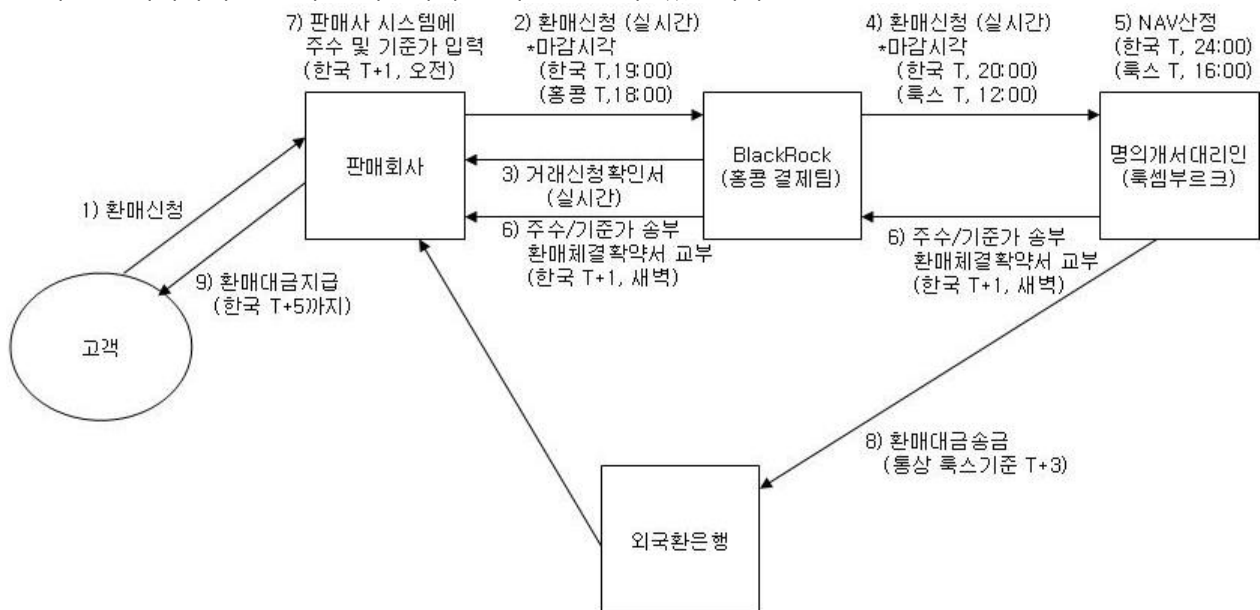 7) 판매사 시스템에
주수 및 기준가 입력
(한국 T+1, 오전)
2) 환매신청 (실시간)
*마감시각
(한국 T,19:00)
(홍콩 T,18:00)
4) 환매신청 (실시간)
*마감시각
(한국 T, 20:00)
(룩스 T, 12:00)
5) NAV산정
(한국 T, 24:00)
(룩스 T, 16:00)
판매회사
BlackRock
(홍콩 결제팀)
명의개서대리인
(룩셈부르크)
3) 거래신청확인서
(실시간)
1) 환매신청
6) 주수/기준가 송부
환매체결확약서 교부
(한국 T+1, 새벽)
6) 주수/기준가 송부
환매체결확약서 교부
(한국 T+1, 새벽)
9) 환매대금지급
(한국 T+5까지)
고객
8) 환매대금송금
(통상 룩스기준 T+3)
외국환은행